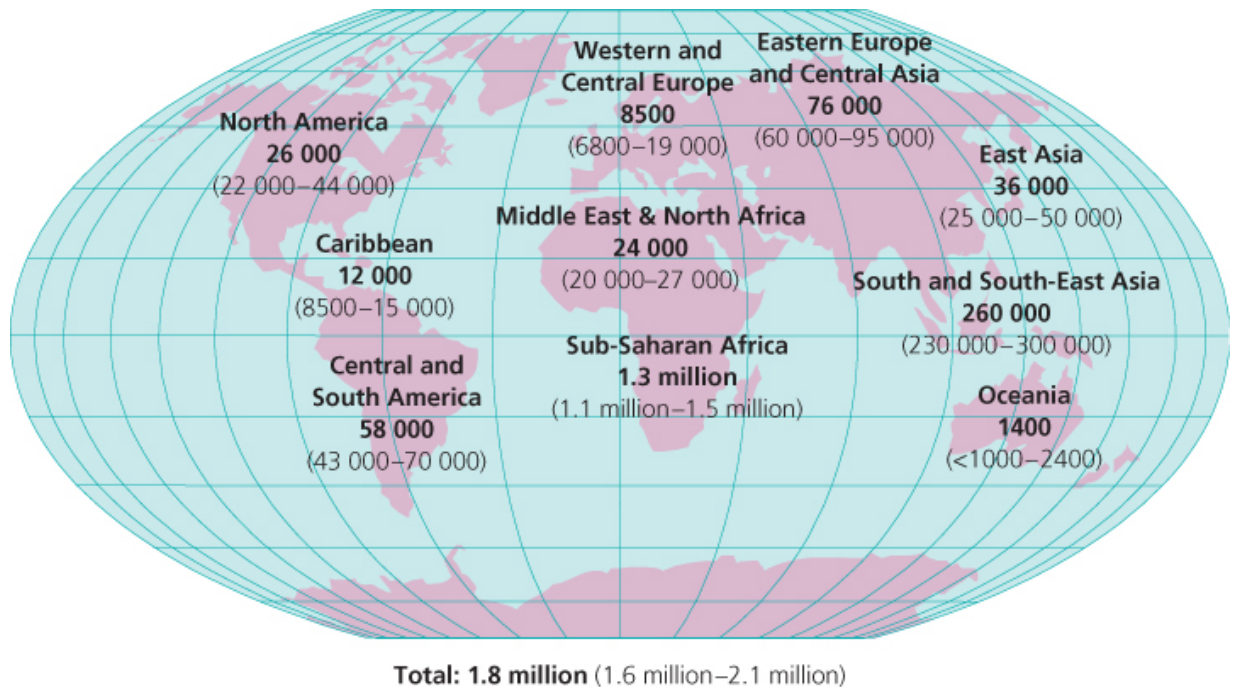 Western and
Central Europe
8500
(6800–19 000)
Eastern Europe
and Central Asia
76 000
(60 000–95 000)
North America
26 000
(22 000–44 000)
East Asia
36 000
(25 000–50 000)
Middle East & North Africa
24 000
(20 000–27 000)
Caribbean
12 000
(8500–15 000)
South and South-East Asia
260 000
(230 000–300 000)
Sub-Saharan Africa
1.3 million
(1.1 million–1.5 million)
Central and
South America
58 000
(43 000–70 000)
Oceania
1400
(<1000–2400)
Total: 1.8 million (1.6 million–2.1 million)